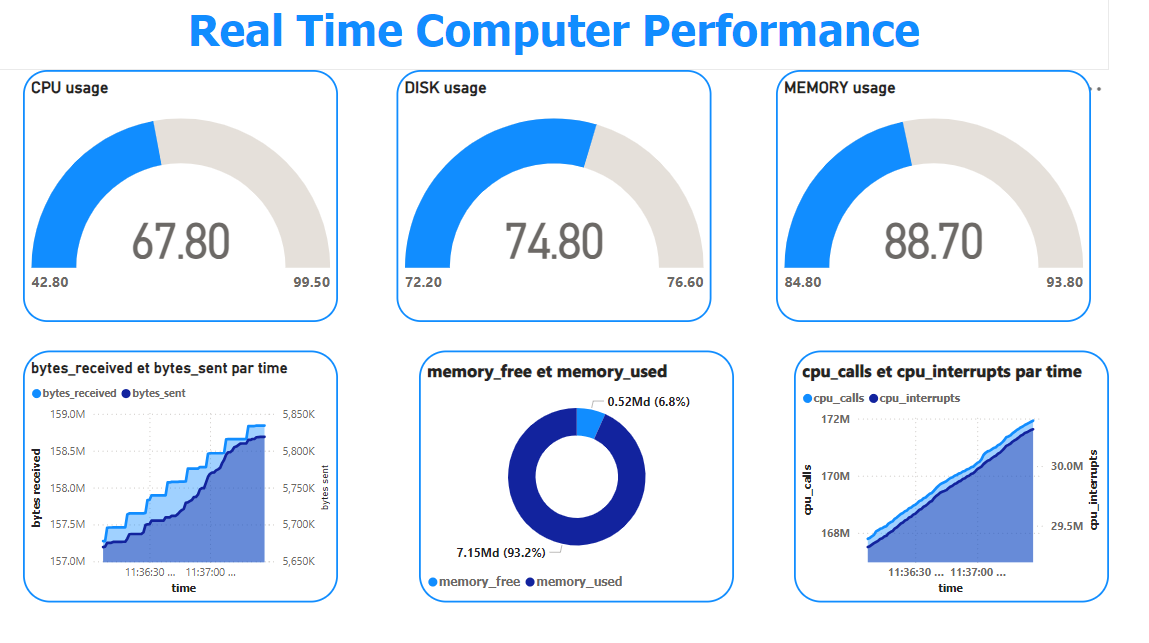 Real Time Computer Performance
CPU usage
67.80
42.80 99.50
DISK usage
74.80
72.20 76.60
MEMORY usage
88.70
84.80 93.80
bytes_received et bytes_sent par time
bytes_received bytes_sent
159.0M
158.5M
158.0M
157.5M
157.0M
bytes received
5,850K
5,800K
5,750K
5,700K
5,650K
bytes sent
11:36:30 ... 11:37:00 ...
time
memory_free et memory_used
0.52Md (6.8%)
7.15Md (93.2%)
memory_free memory_used
cpu_calls et cpu_interrupts par time
cpu_calls cpu_interrupts
172M
170M
168M
cpu_calls
30.0M
29.5M
cpu_interrupts
11:36:30 ... 11:37:00 ...
time